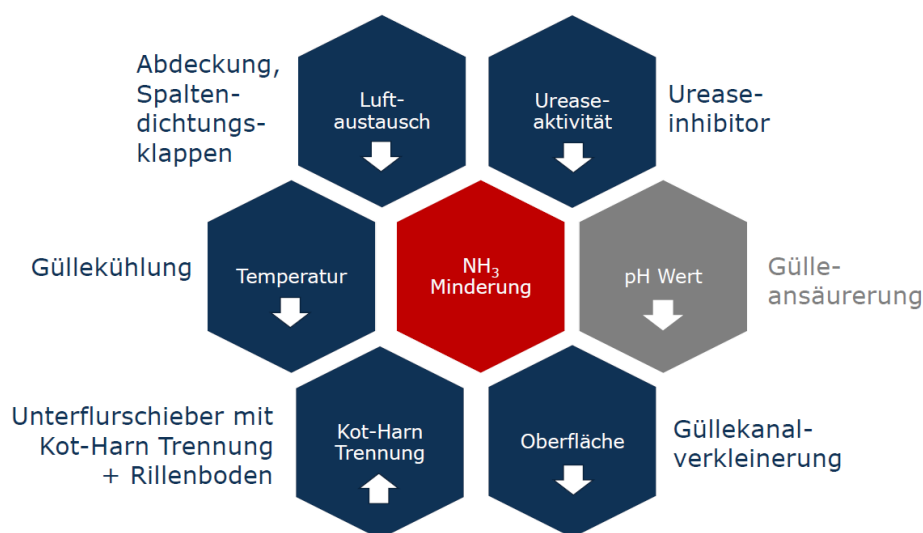 Abdeckung,
Spalten-
dichtungs-
klappen
Luft-
austausch
Urease-
aktivität
Urease-
inhibitor
Güllekühlung
Temperatur
NH₃
Minderung
pH Wert
Gülle-
ansäurerung
Unterflurschieber mit
Kot-Harn Trennung
+ Rillenboden
Kot-Harn
Trennung
Oberfläche
Güllekanal-
verkleinerung